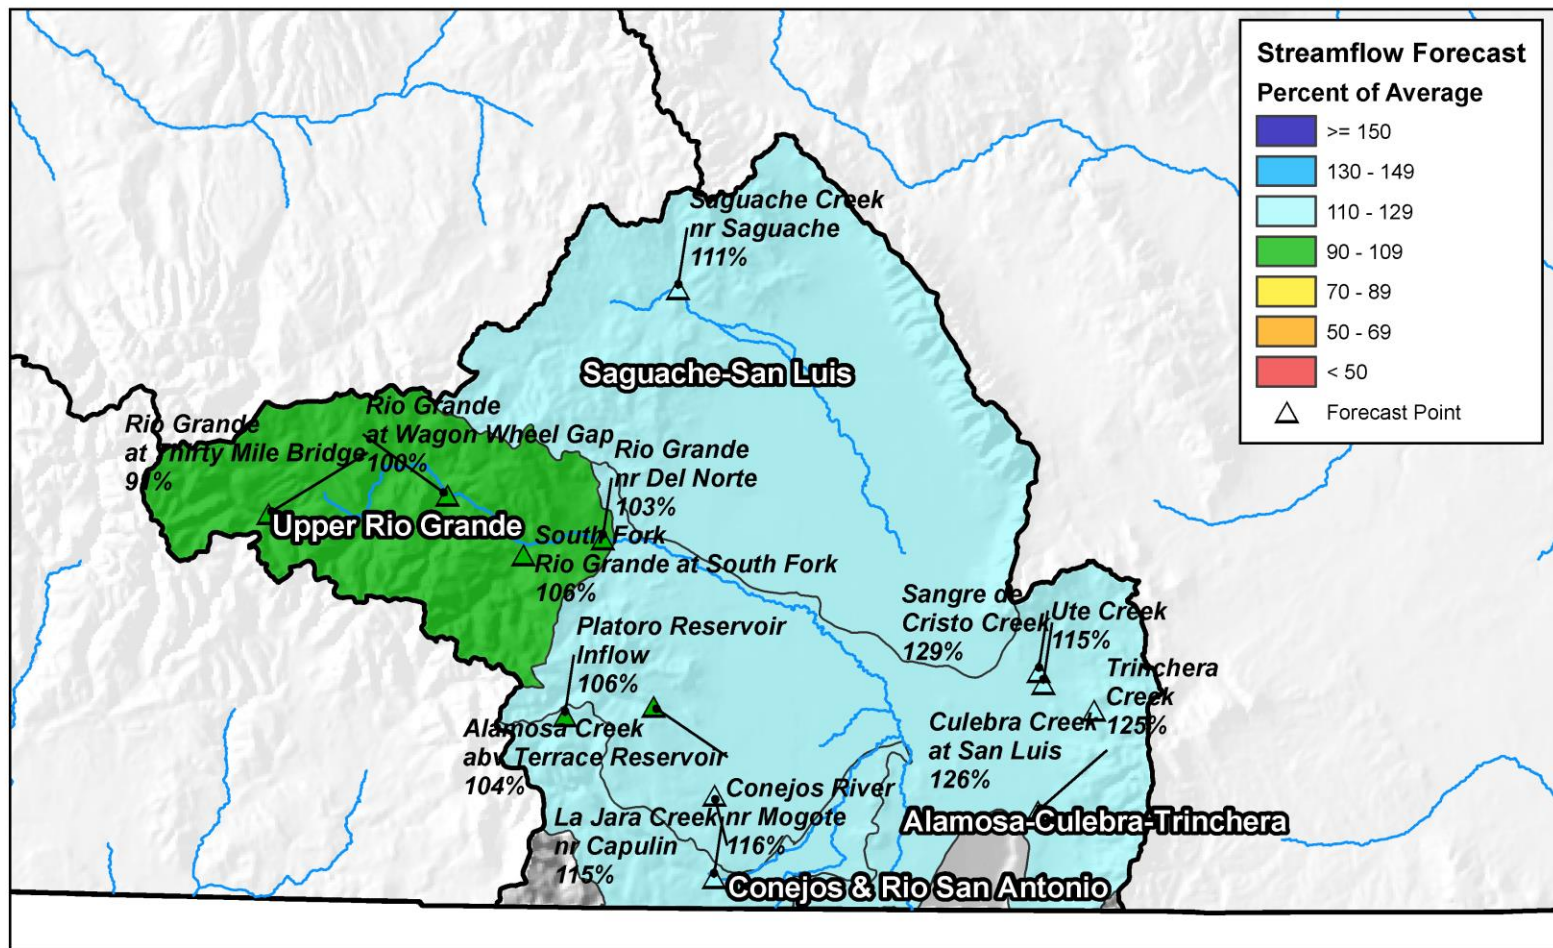 Streamflow Forecast
Percent of Average
>= 150
130 - 149
110 - 129
90 - 109
70 - 89
50 - 69
< 50
Forecast Point
Saguache Creek
nr Saguache
111%
Saguache-San Luis
Rio Grande
at Thirty Mile Bridge
Rio Grande
at Wagon Wheel Gap
100%
Rio Grande
nr Del Norte
103%
Upper Rio Grande
South Fork
Rio Grande at South Fork
106%
Platoro Reservoir
Inflow
106%
Sangre de
Cristo Creek
129%
Ute Creek
115%
Trinchera
Creek
125%
Alamosa Creek
abv Terrace Reservoir
104%
Culebra Creek
at San Luis
126%
Conejos River
nr Mogote
116%
La Jara Creek
nr Capulin
115%
Alamosa-Culebra-Trinchera
Conejos & Rio San Antonio